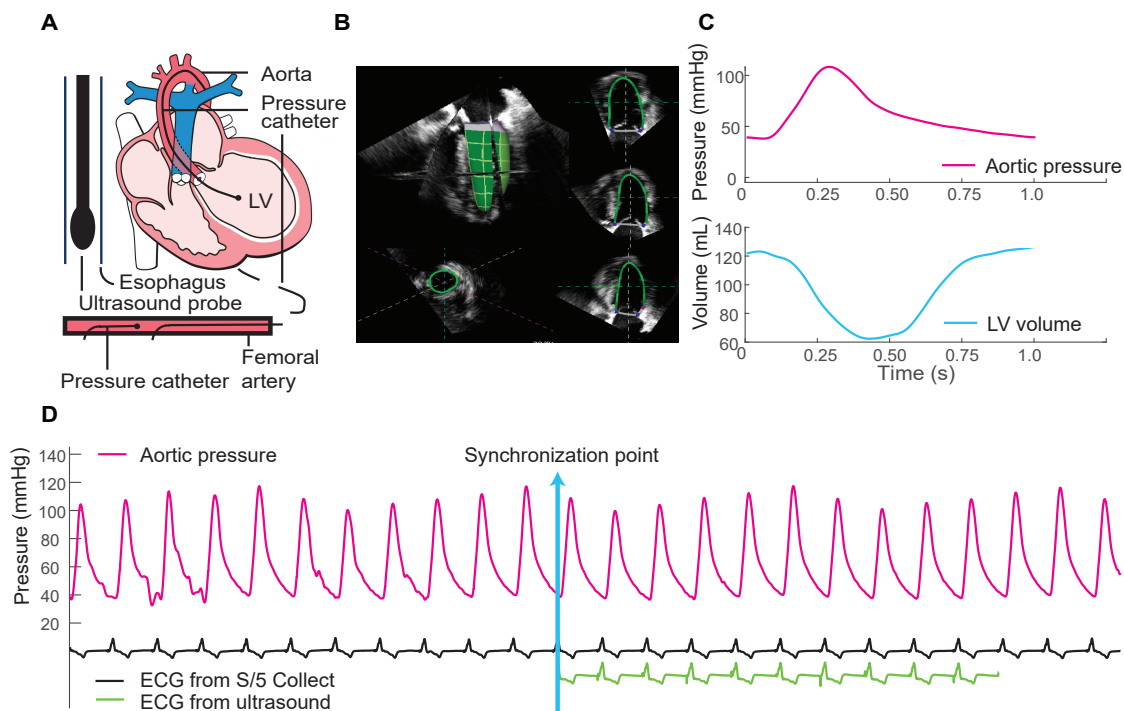 A
Aorta
Pressure
catheter
LV
Esophagus
Ultrasound probe
Femoral
artery
Pressure catheter
B
C
Pressure (mmHg)
100
50
0
Aortic pressure
0
0.25
0.50
0.75
1.0
Volume (mL)
140
120
100
80
60
LV volume
0
0.25
0.50
0.75
1.0
Time (s)
D
Pressure (mmHg)
140
120
100
80
60
40
20
Aortic pressure
Synchronization point
ECG from S/5 Collect
ECG from ultrasound